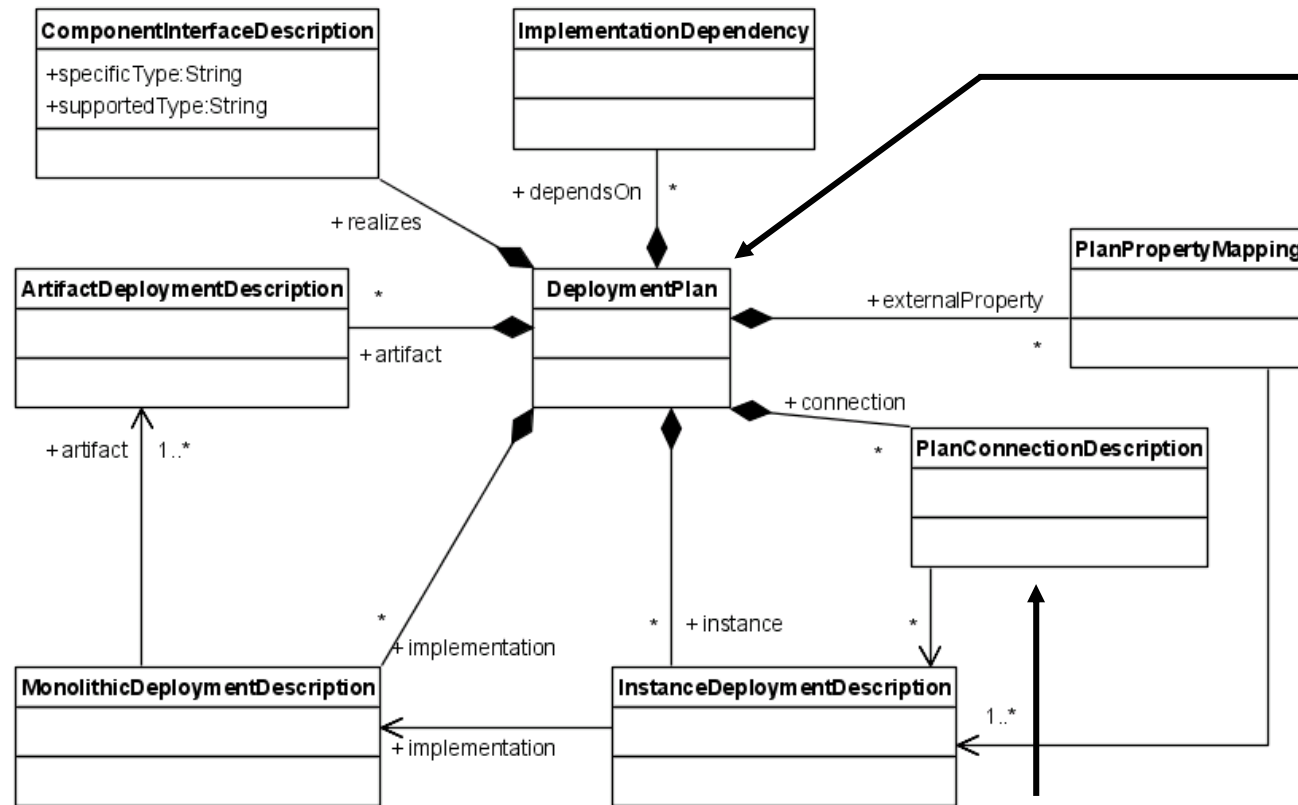 ComponentInterfaceDescription
+specificType:String
+supportedType:String
ImplementationDependency
+ dependsOn
*
+ realizes
ArtifactDeploymentDescription
*
+artifact
DeploymentPlan
+externalProperty
*
PlanPropertyMapping
+ connection
*
PlanConnectionDescription
+artifact
1..*
*
+ implementation
*
+ instance
*
1..*
MonolithicDeploymentDescription
+ implementation
InstanceDeploymentDescription